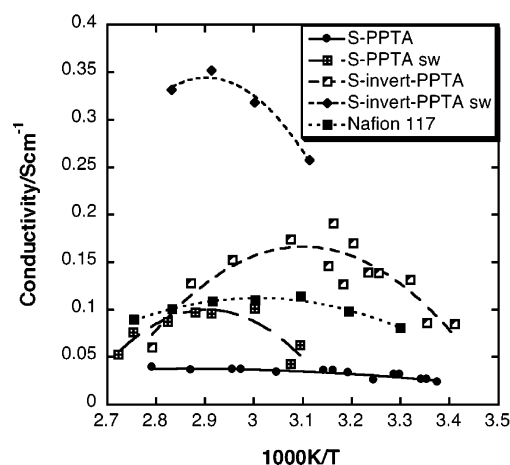 0.4
0.35
0.3
0.25
0.2
0.15
0.1
0.05
0
Conductivity/Scm⁻¹
S-PPTA
S-PPTA sw
S-invert-PPTA
S-invert-PPTA sw
Nafion 117
2.7 2.8 2.9 3 3.1 3.2 3.3 3.4 3.5
1000K/T